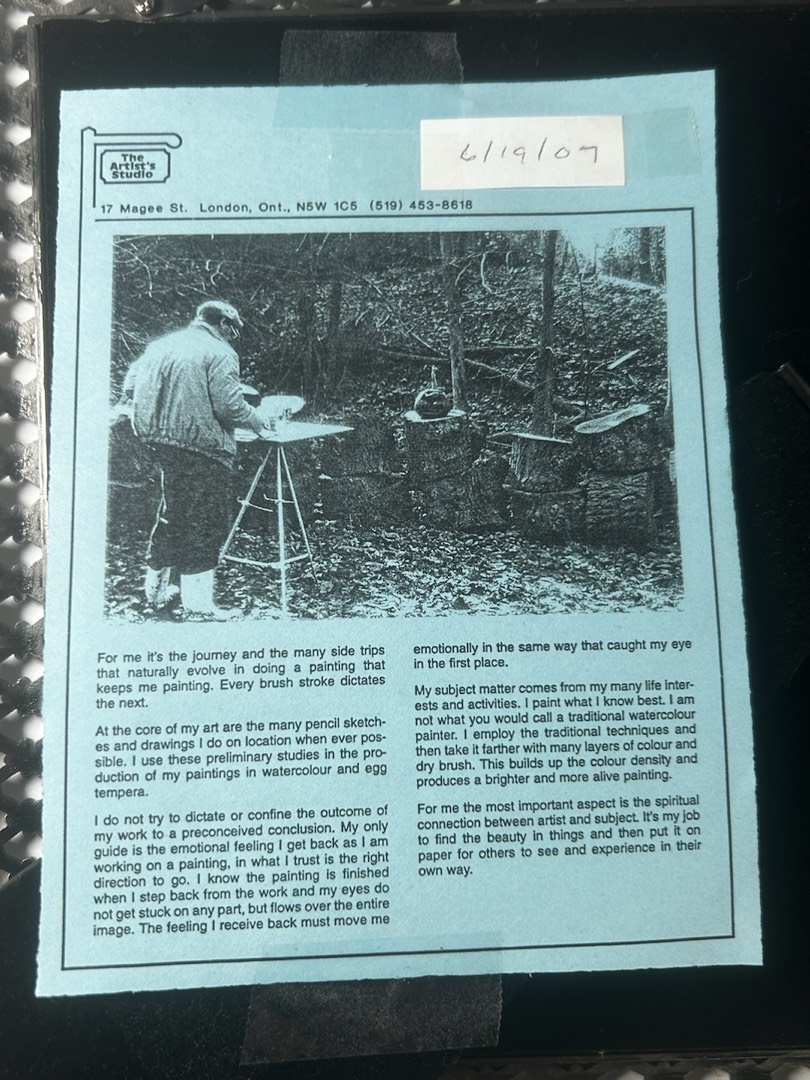 The
Artist's
Studio
6/19/07
17 Magee St. London, Ont., N5W 1C5 (519) 453-8618
For me it's the journey and the many side trips
that naturally evolve in doing a painting that
keeps me painting. Every brush stroke dictates
the next.
At the core of my art are the many pencil sketch-
es and drawings I do on location when ever pos-
sible. I use these preliminary studies in the pro-
duction of my paintings in watercolour and egg
tempera.
I do not try to dictate or confine the outcome of
my work to a preconceived conclusion. My only
guide is the emotional feeling I get back as I am
working on a painting, in what I trust is the right
direction to go. I know the painting is finished
when I step back from the work and my eyes do
not get stuck on any part, but flows over the entire
image. The feeling I receive back must move me
emotionally in the same way that caught my eye
in the first place.
My subject matter comes from my many life inter-
ests and activities. I paint what I know best. I am
not what you would call a traditional watercolour
painter. I employ the traditional techniques and
then take it farther with many layers of colour and
dry brush. This builds up the colour density and
produces a brighter and more alive painting.
For me the most important aspect is the spiritual
connection between artist and subject. It's my job
to find the beauty in things and then put it on
paper for others to see and experience in their
own way.